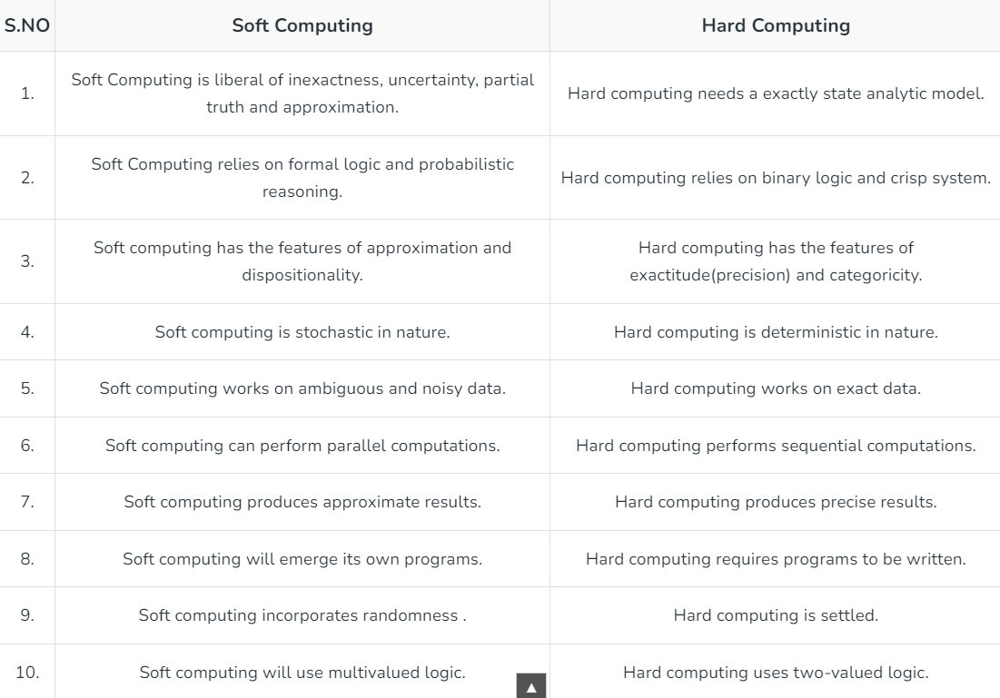 S.NO Soft Computing Hard Computing
1. Soft Computing is liberal of inexactness, uncertainty, partial
truth and approximation.
Hard computing needs a exactly state analytic model.
2. Soft Computing relies on formal logic and probabilistic
reasoning.
Hard computing relies on binary logic and crisp system.
3. Soft computing has the features of approximation and
dispositionality.
Hard computing has the features of
exactitude(precision) and categoricity.
4. Soft computing is stochastic in nature. Hard computing is deterministic in nature.
5. Soft computing works on ambiguous and noisy data. Hard computing works on exact data.
6. Soft computing can perform parallel computations. Hard computing performs sequential computations.
7. Soft computing produces approximate results. Hard computing produces precise results.
8. Soft computing will emerge its own programs. Hard computing requires programs to be written.
9. Soft computing incorporates randomness . Hard computing is settled.
10. Soft computing will use multivalued logic. Hard computing uses two-valued logic.